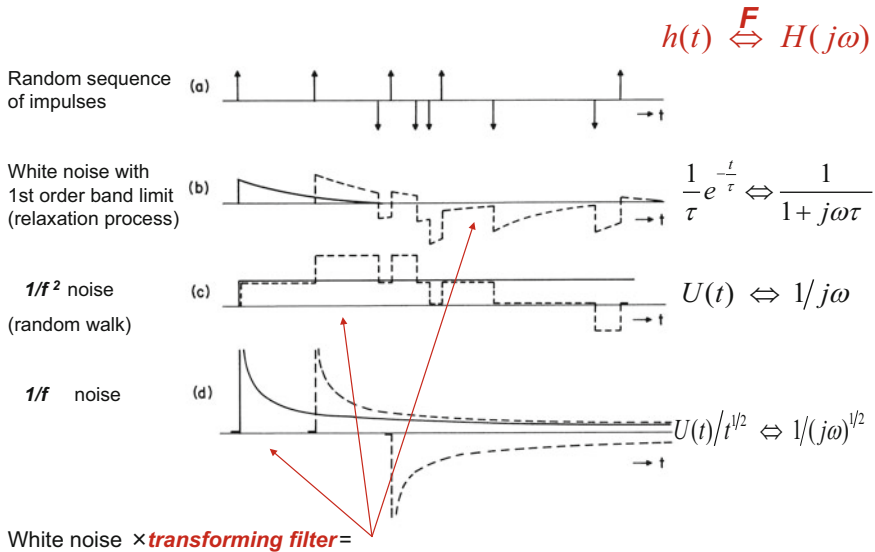 F
h(t) ⇔ H(jω)
Random sequence
of impulses
(a)
t
White noise with
1st order band limit
(relaxation process)
(b)
t
1/τ e^{-t/τ} ⇔ 1/(1 + jωτ)
1/f ² noise
(random walk)
(c)
t
U(t) ⇔ 1/jω
1/f noise
(d)
U(t)/t^{1/2} ⇔ 1/(jω)^{1/2}
t
White noise ×transforming filter=